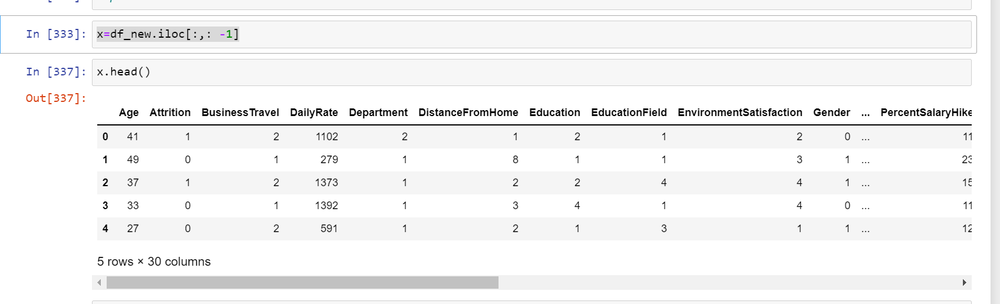 In [333]: x=df_new.iloc[:,: -1]
In [337]: x.head()
Out[337]:
Age Attrition BusinessTravel DailyRate Department DistanceFromHome Education EducationField EnvironmentSatisfaction Gender ... PercentSalaryHike
0 41 1 2 1102 2 1 2 1 2 0 ... 11
1 49 0 1 279 1 8 1 1 3 1 ... 23
2 37 1 2 1373 1 2 2 4 4 1 ... 15
3 33 0 1 1392 1 3 4 1 4 0 ... 11
4 27 0 2 591 1 2 1 3 1 1 ... 12
5 rows × 30 columns